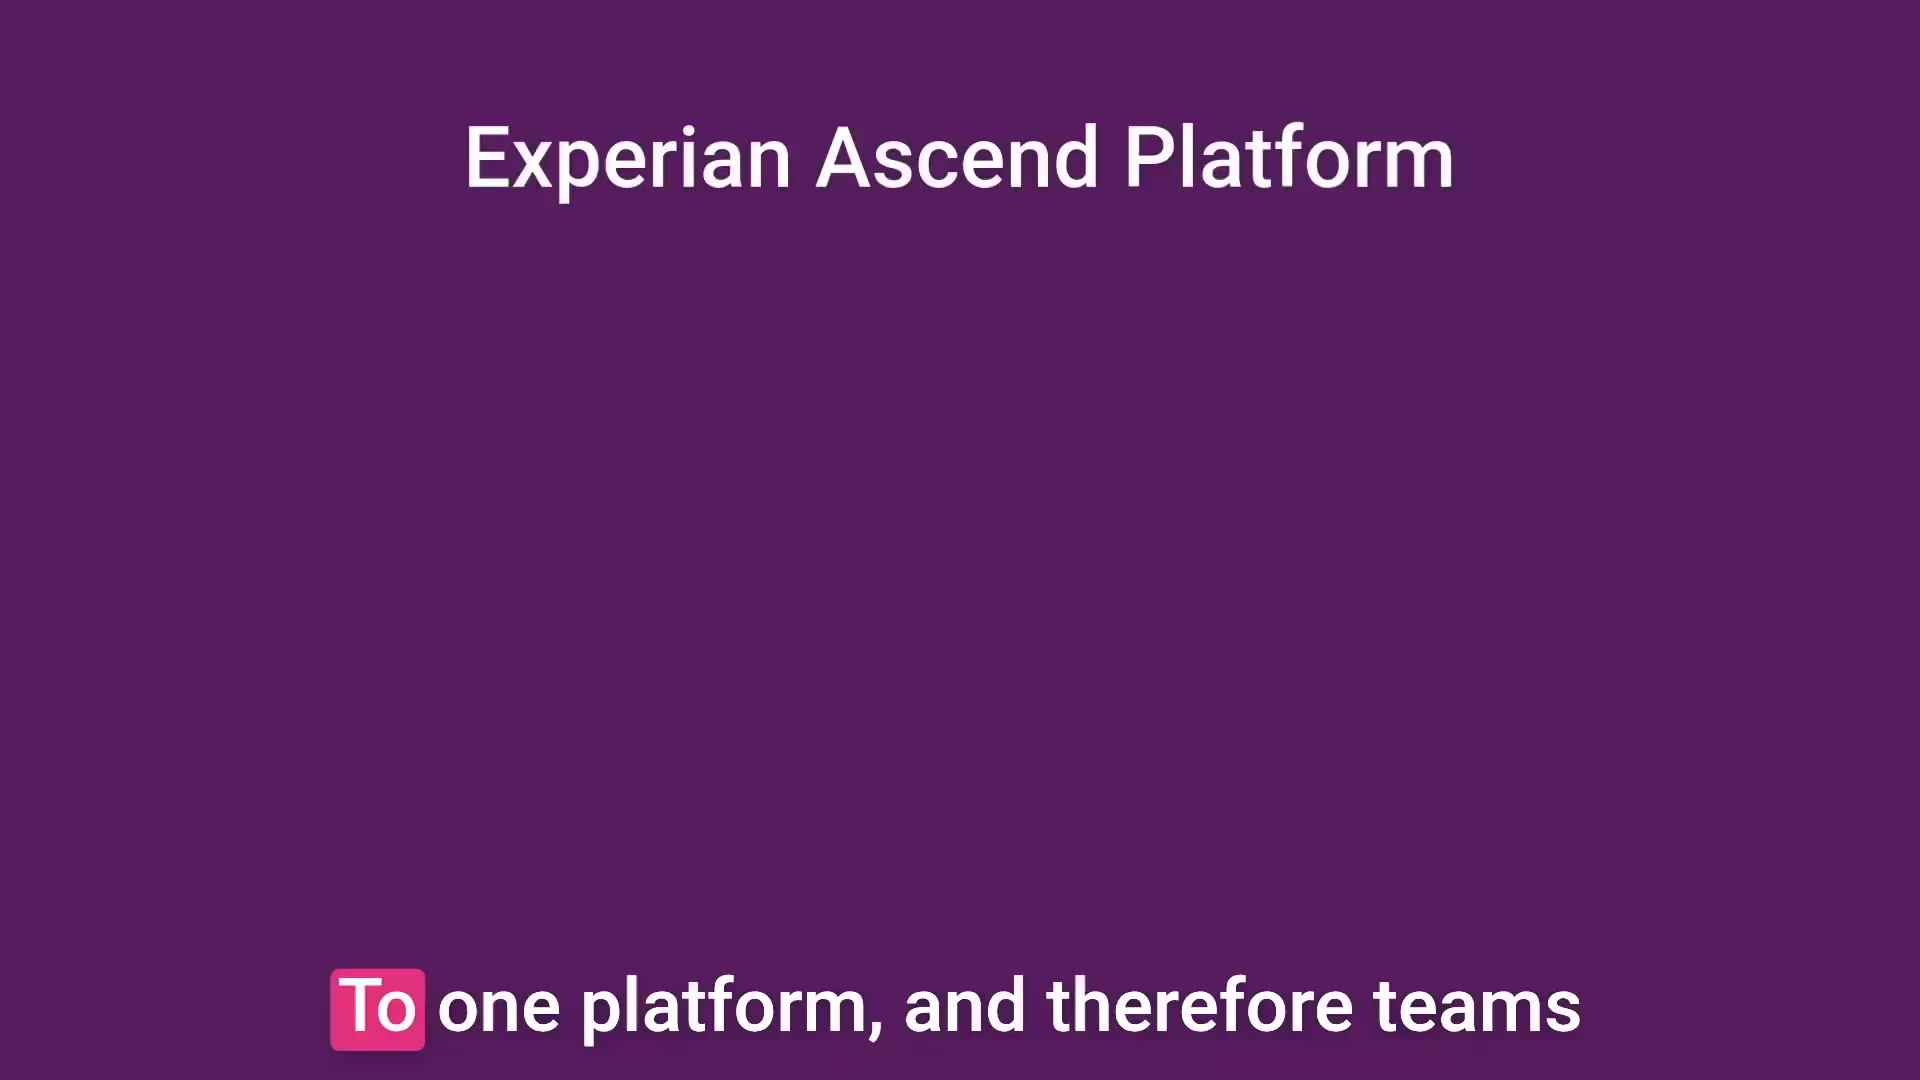 Experian Ascend Platform
To one platform, and therefore teams